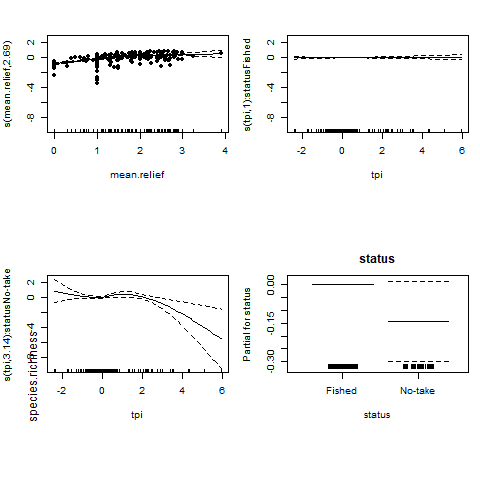 s(mean.relief,2.69)
2
0
-4
-8
0
1
2
3
4
mean.relief
s(tpi,1):statusFished
2
0
-4
-8
-2
0
2
4
6
tpi
s(tpi,3.14):statusNo-take
species.richness
2
0
-4
-8
-2
0
2
4
6
tpi
status
Partial for status
0.00
-0.15
-0.30
Fished
No-take
status